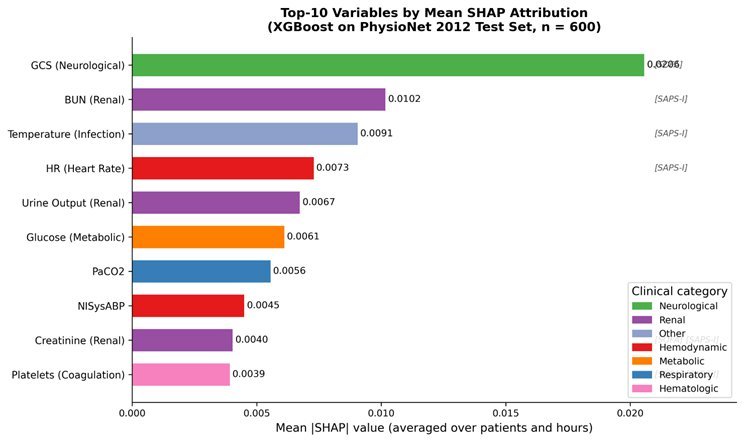 Top-10 Variables by Mean SHAP Attribution
(XGBoost on PhysioNet 2012 Test Set, n = 600)
GCS (Neurological) 0.0206
BUN (Renal) 0.0102 [SAPS-I]
Temperature (Infection) 0.0091 [SAPS-I]
HR (Heart Rate) 0.0073 [SAPS-I]
Urine Output (Renal) 0.0067
Glucose (Metabolic) 0.0061
PaCO2 0.0056
NISysABP 0.0045
Creatinine (Renal) 0.0040 [SAPS-I]
Platelets (Coagulation) 0.0039
Clinical category
Neurological
Renal
Other
Hemodynamic
Metabolic
Respiratory
Hematologic
0.000 0.005 0.010 0.015 0.020
Mean |SHAP| value (averaged over patients and hours)